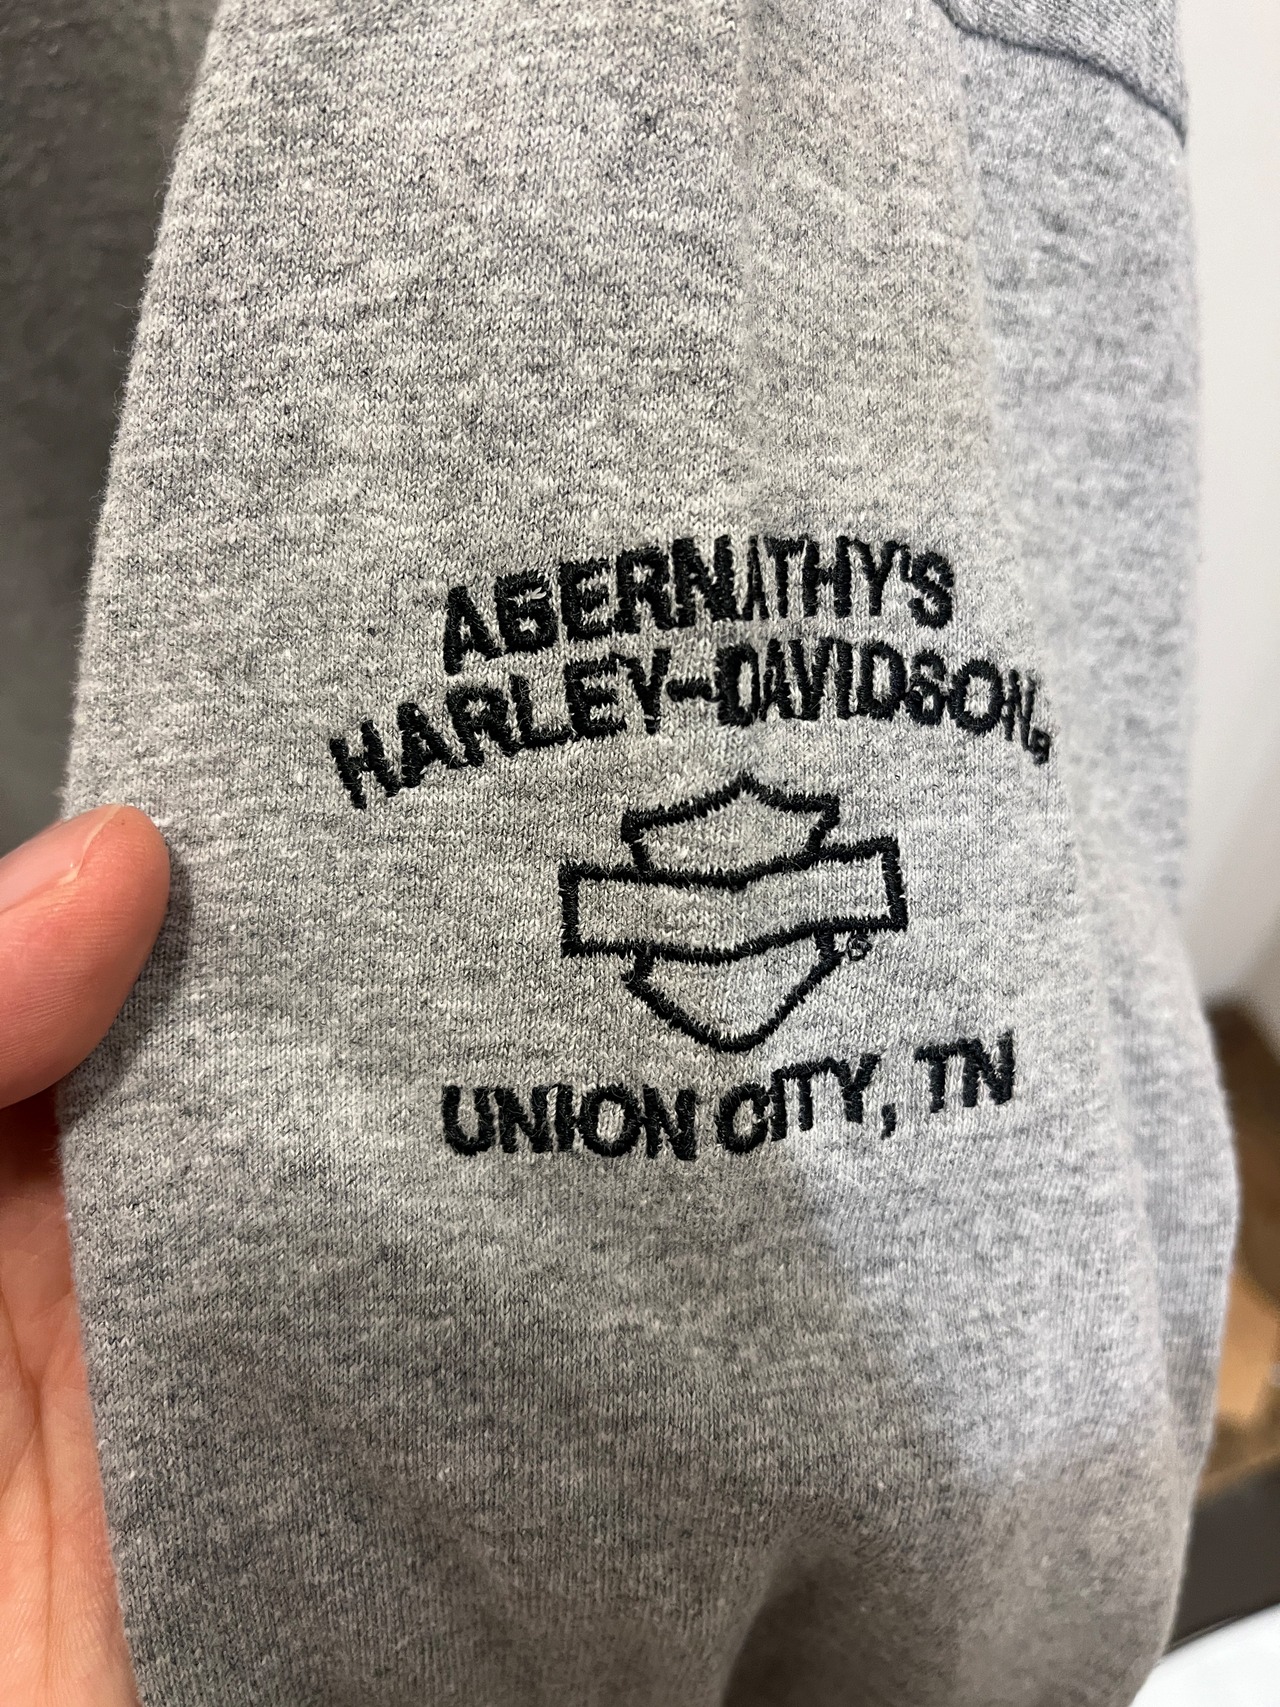 ABERNATHY'S
HARLEY-DAVIDSON®
UNION CITY, TN